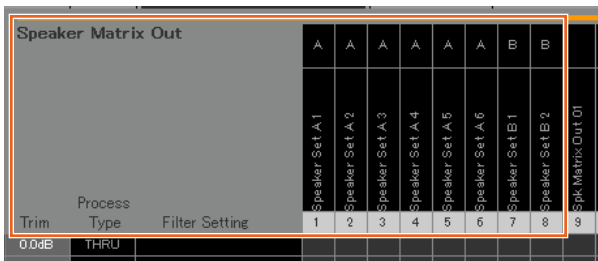 Speaker Matrix Out
A A A A A A B B
Speaker Set A 1
Speaker Set A 2
Speaker Set A 3
Speaker Set A 4
Speaker Set A 5
Speaker Set A 6
Speaker Set B 1
Speaker Set B 2
Spk Matrix Out 01
Process
Trim Type Filter Setting 1 2 3 4 5 6 7 8 9
0.0dB THRU